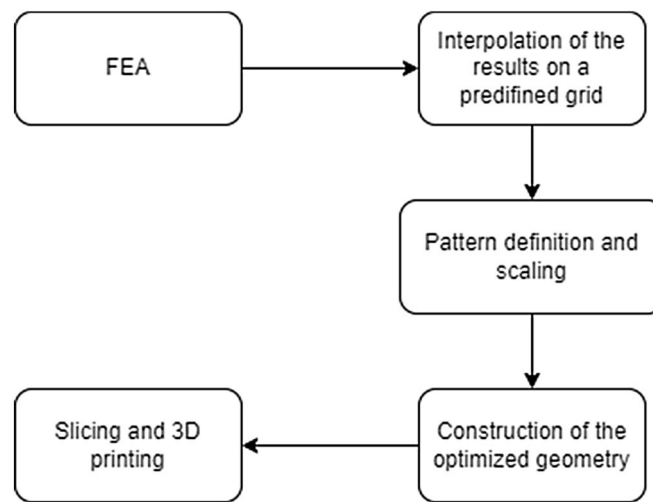 FEA
Interpolation of the
results on a
predifined grid
Pattern definition and
scaling
Construction of the
optimized geometry
Slicing and 3D
printing